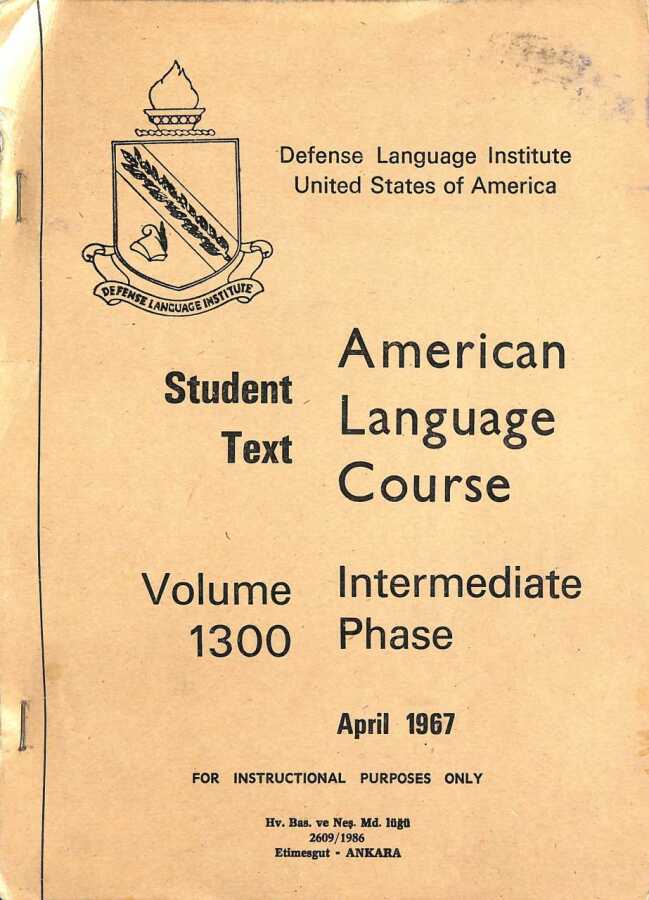 Defense Language Institute
United States of America
DEFENSE LANGUAGE INSTITUTE
Student
Text
American
Language
Course
Volume
1300
Intermediate
Phase
April 1967
FOR INSTRUCTIONAL PURPOSES ONLY
Hv. Bas. ve Neş. Md. lüğü
2609/1986
Etimesgut - ANKARA